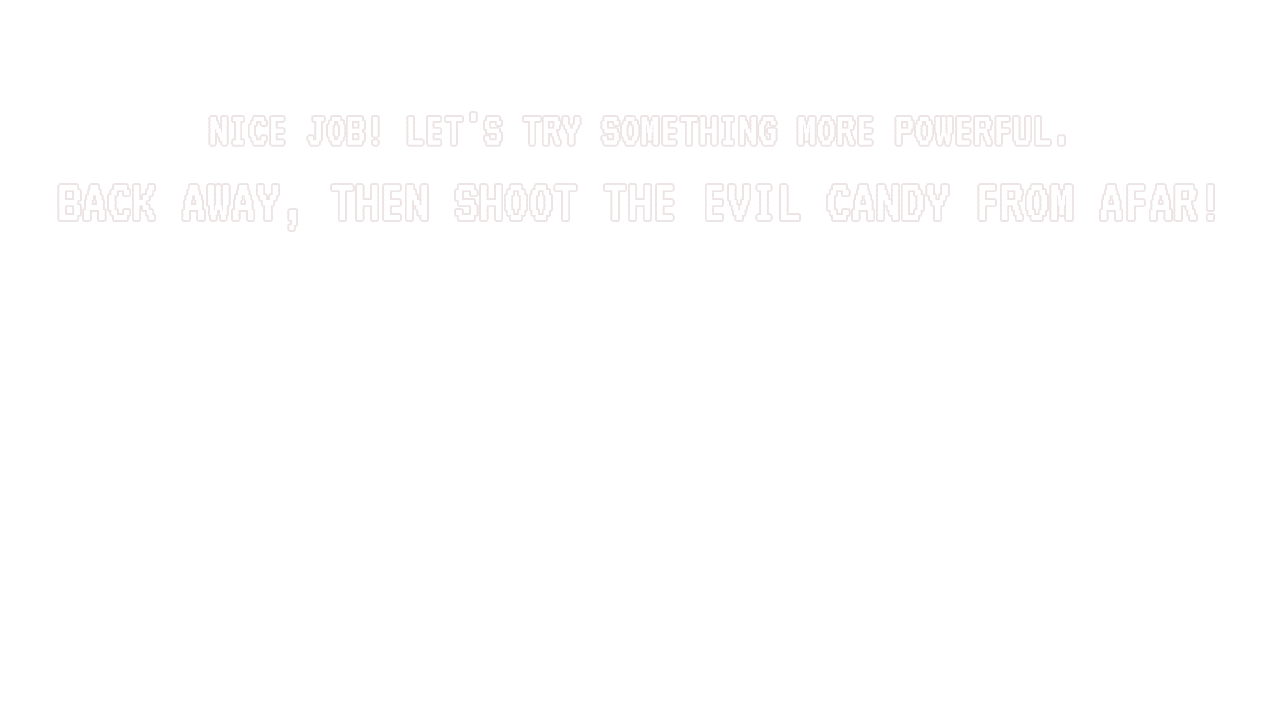 NICE JOB! LET'S TRY SOMETHING MORE POWERFUL.
BACK AWAY, THEN SHOOT THE EVIL CANDY FROM AFAR!